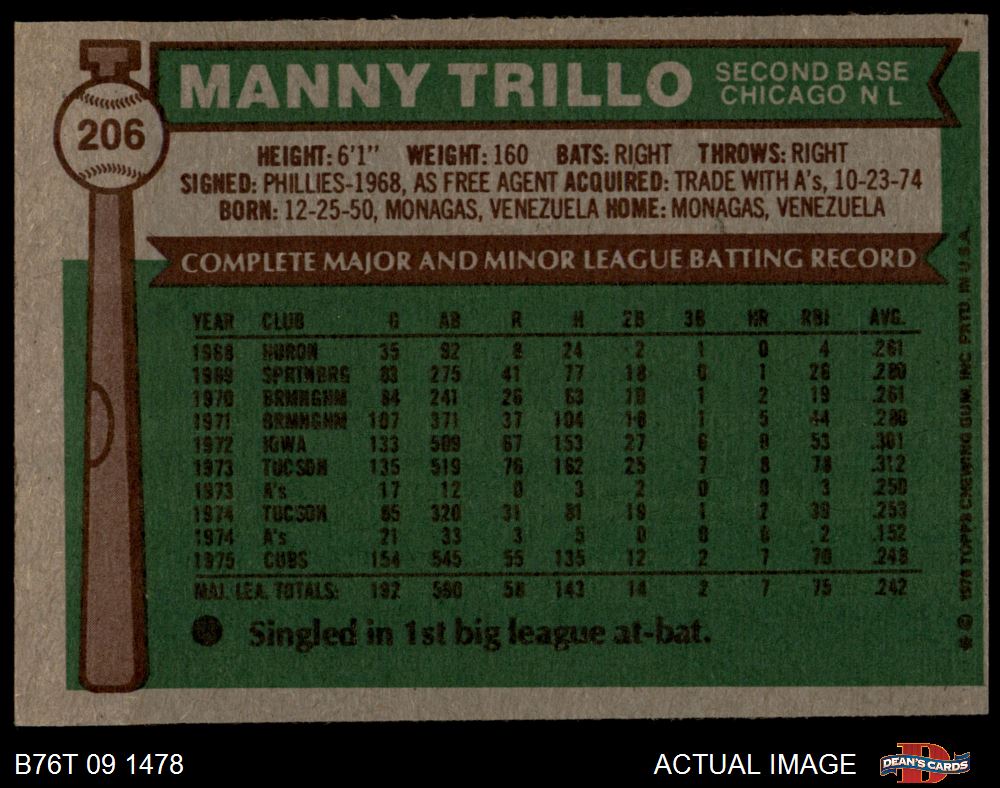 MANNY TRILLO
SECOND BASE
CHICAGO N L
206
HEIGHT: 6'1" WEIGHT: 160 BATS: RIGHT THROWS: RIGHT
SIGNED: PHILLIES-1968, AS FREE AGENT ACQUIRED: TRADE WITH A's, 10-23-74
BORN: 12-25-50, MONAGAS, VENEZUELA HOME: MONAGAS, VENEZUELA
COMPLETE MAJOR AND MINOR LEAGUE BATTING RECORD
YEAR CLUB G AB R H 2B 3B HR RBI AVG.
1968 HURON 35 92 8 24 2 1 0 4 .261
1969 SPRTNBRG 83 275 41 77 18 0 1 26 .280
1970 BRMNGHM 84 241 26 63 10 1 2 19 .261
1971 BRMNGHM 107 371 37 104 16 1 5 44 .280
1972 IOWA 133 509 67 153 27 6 53 .301
1973 TUCSON 135 519 76 162 25 7 8 78 .312
1973 A's 17 12 0 3 2 0 0 3 .250
1974 TUCSON 85 320 31 81 19 1 2 39 .253
1974 A's 21 33 3 5 0 0 0 2 .152
1975 CUBS 154 545 55 135 12 2 7 70 .248
MAJ. LEA. TOTALS: 192 590 58 143 14 2 7 75 .242
Singled in 1st big league at-bat.
© 1976 TOPPS CHEWING GUM, INC. PRTD. IN U.S.A.
B76T 09 1478
ACTUAL IMAGE
DEAN'S CARDS